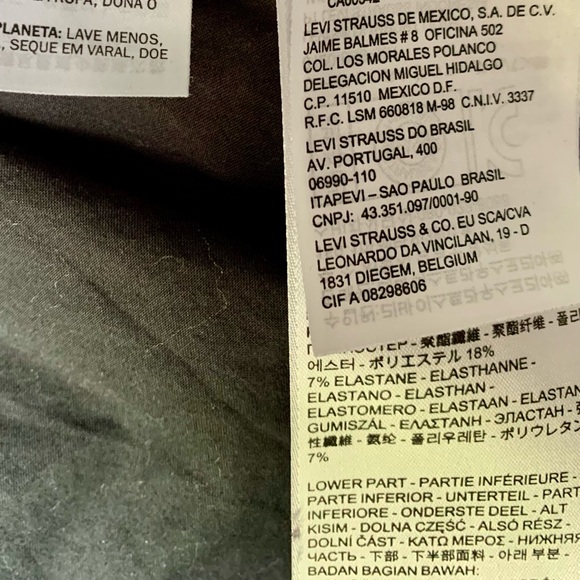 DONA O
PLANETA: LAVE MENOS,
SEQUE EM VARAL, DOE
LEVI STRAUSS DE MEXICO, S.A. DE C.V.
JAIME BALMES # 8 OFICINA 502
COL. LOS MORALES POLANCO
DELEGACION MIGUEL HIDALGO
C.P. 11510 MEXICO D.F.
R.F.C. LSM 660818 M-98 C.N.I.V. 3337
LEVI STRAUSS DO BRASIL
AV. PORTUGAL, 400
06990-110
ITAPEVI – SAO PAULO BRASIL
CNPJ: 43.351.097/0001-90
LEVI STRAUSS & CO. EU SCA/CVA
LEONARDO DA VINCILAAN, 19 - D
1831 DIEGEM, BELGIUM
CIF A 08298606
聚酯纖維 - 聚酯纤维 - 폴리
에스터 - ポリエステル 18%
7% ELASTANE - ELASTHANNE -
ELASTANO - ELASTHAN -
ELASTOMERO - ELASTAAN - ELASTAN
GUMISZÁL - ΕΛΑΣΤΑΝΗ - ЭЛАСТАН -
性纖維 - 氨纶 - 폴리우레탄 - ポリウレタン
7%
LOWER PART - PARTIE INFÉRIEURE -
PARTE INFERIOR - UNTERTEIL - PART
INFERIORE - ONDERSTE DEEL - ALT
KISIM - DOLNA CZĘŚĆ - ALSÓ RÉSZ -
DOLNÍ ČÁST - ΚΑΤΩ ΜΕΡΟΣ - НИЖНЯЯ
ЧАСТЬ - 下部 - 下半部面料 - 아래 부분 -
BADAN BAGIAN BAWAH: